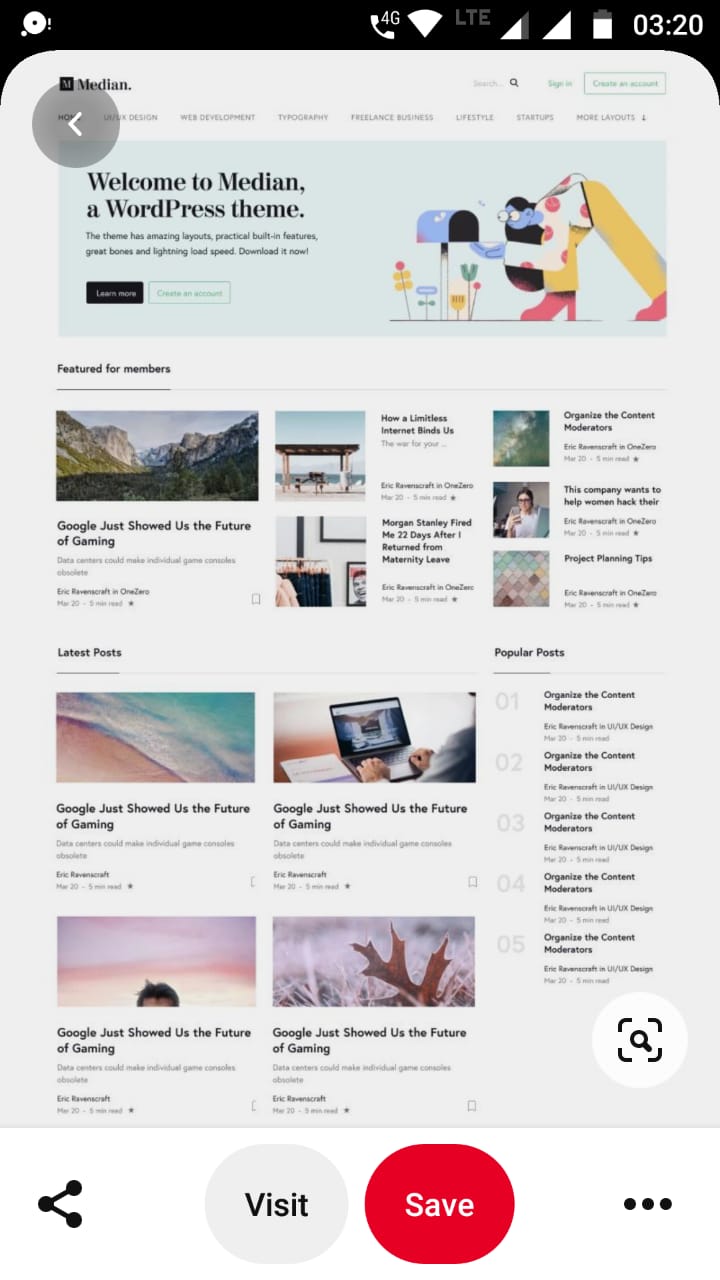 4G
LTE
03:20
M Median.
Search...
Sign in
Create an account
UI/UX DESIGN
WEB DEVELOPMENT
TYPOGRAPHY
FREELANCE BUSINESS
LIFESTYLE
STARTUPS
MORE LAYOUTS ↓
Welcome to Median,
a WordPress theme.
The theme has amazing layouts, practical built-in features,
great bones and lightning load speed. Download it now!
Learn more
Create an account
Featured for members
Google Just Showed Us the Future
of Gaming
Data centers could make individual game consoles
obsolete
Eric Ravenscraft in OneZero
Mar 20 - 5 min read ★
How a Limitless
Internet Binds Us
The war for your ...
Eric Ravenscraft in OneZero
Mar 20 - 5 min read ★
Morgan Stanley Fired
Me 22 Days After I
Returned from
Maternity Leave
Eric Ravenscraft in OneZero
Mar 20 - 5 min read ★
Organize the Content
Moderators
Eric Ravenscraft in OneZero
Mar 20 - 5 min read ★
This company wants to
help women hack their
Eric Ravenscraft in OneZero
Mar 20 - 5 min read ★
Project Planning Tips
Eric Ravenscraft in OneZero
Mar 20 - 5 min read ★
Latest Posts
Google Just Showed Us the Future
of Gaming
Data centers could make individual game consoles
obsolete
Eric Ravenscraft
Mar 20 - 5 min read ★
Google Just Showed Us the Future
of Gaming
Data centers could make individual game consoles
obsolete
Eric Ravenscraft
Mar 20 - 5 min read ★
Google Just Showed Us the Future
of Gaming
Data centers could make individual game consoles
obsolete
Eric Ravenscraft
Mar 20 - 5 min read ★
Google Just Showed Us the Future
of Gaming
Data centers could make individual game consoles
obsolete
Eric Ravenscraft
Mar 20 - 5 min read ★
Popular Posts
01
Organize the Content
Moderators
Eric Ravenscraft in UI/UX Design
Mar 20 - 5 min read
02
Organize the Content
Moderators
Eric Ravenscraft in UI/UX Design
Mar 20 - 5 min read
03
Organize the Content
Moderators
Eric Ravenscraft in UI/UX Design
Mar 20 - 5 min read
04
Organize the Content
Moderators
Eric Ravenscraft in UI/UX Design
Mar 20 - 5 min read
05
Organize the Content
Moderators
Eric Ravenscraft in UI/UX Design
Mar 20 - 5 min read
Visit
Save